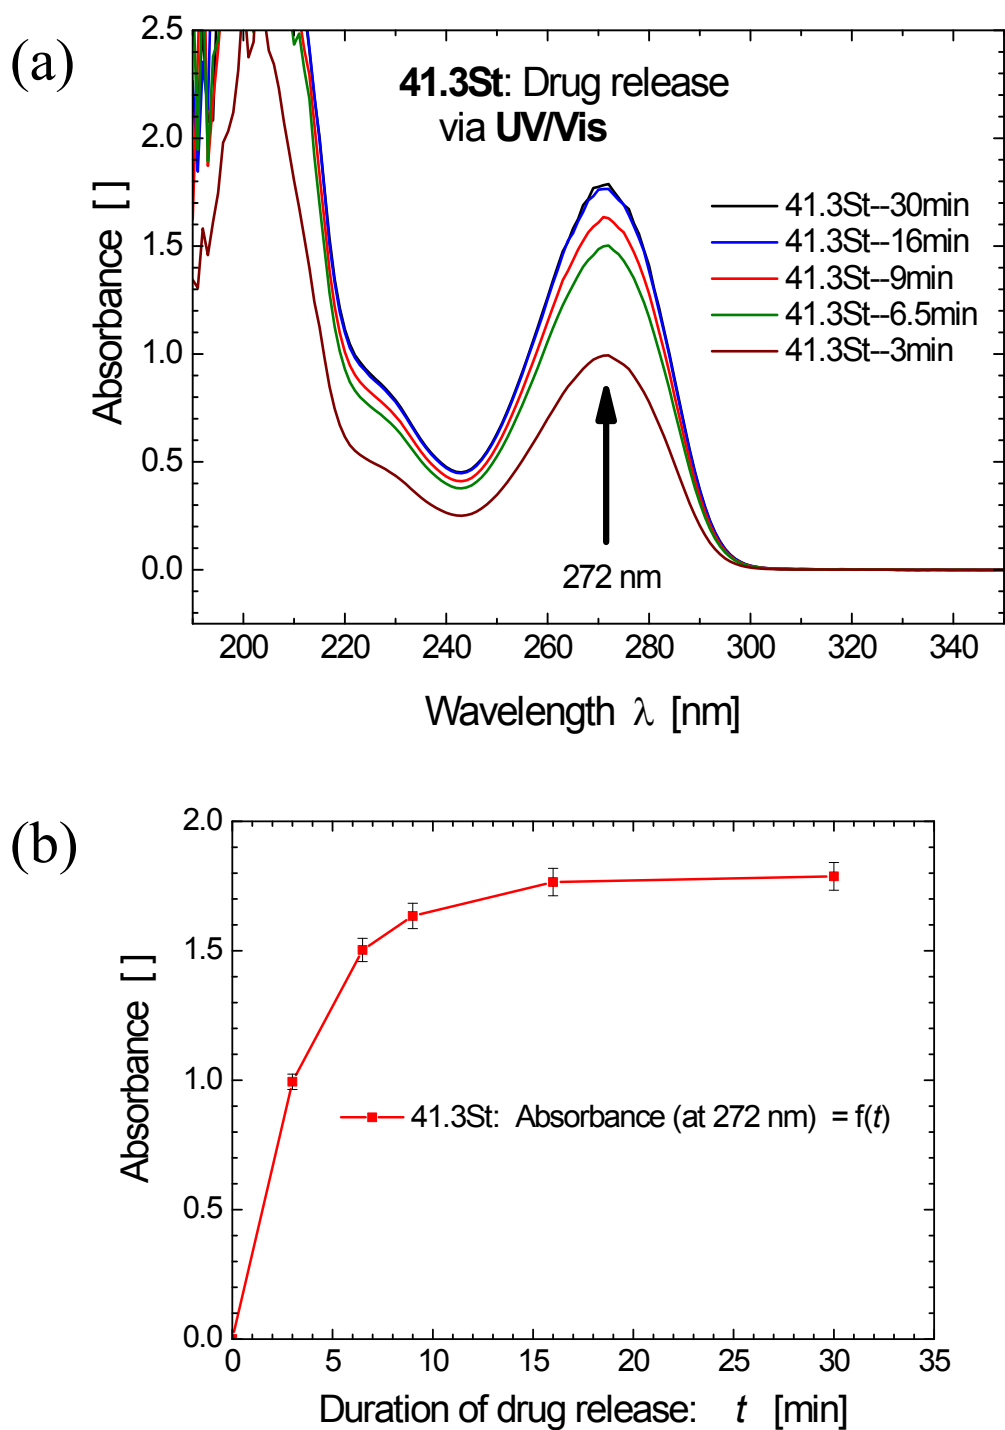 (a)
41.3St: Drug release
via UV/Vis
2.5
2.0
1.5
1.0
0.5
0.0
Absorbance [ ]
41.3St--30min
41.3St--16min
41.3St--9min
41.3St--6.5min
41.3St--3min
272 nm
200 220 240 260 280 300 320 340
Wavelength λ [nm]
(b)
2.0
1.5
1.0
0.5
0.0
Absorbance [ ]
41.3St: Absorbance (at 272 nm) = f(t)
0 5 10 15 20 25 30 35
Duration of drug release: t [min]